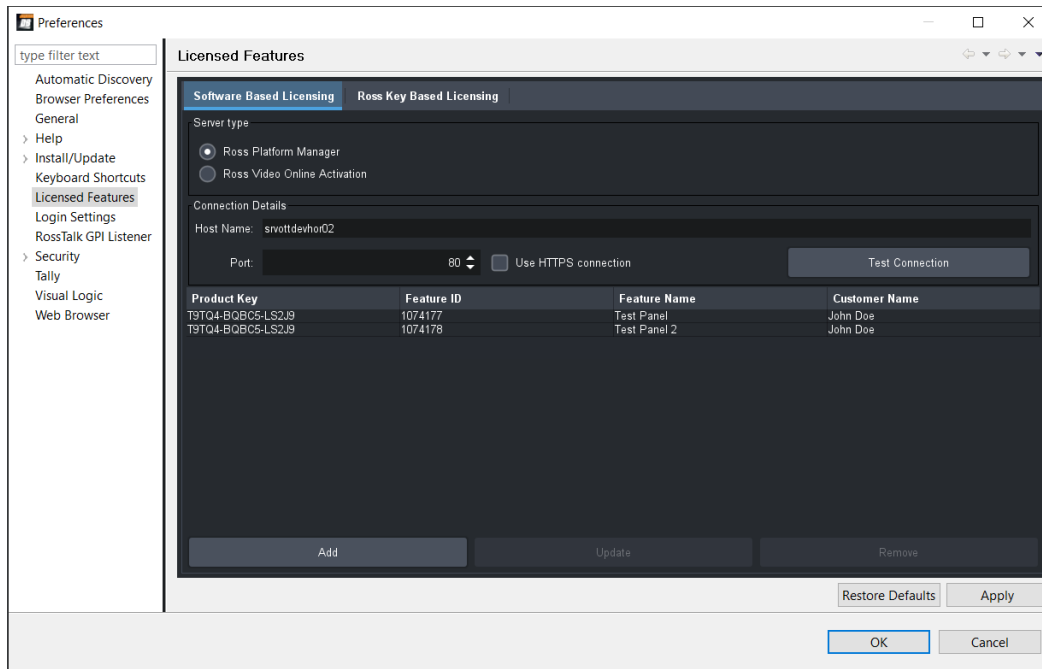 Preferences
type filter text
Automatic Discovery
Browser Preferences
General
Help
Install/Update
Keyboard Shortcuts
Licensed Features
Login Settings
RossTalk GPI Listener
Security
Tally
Visual Logic
Web Browser
Licensed Features
Software Based Licensing Ross Key Based Licensing
Server type
Ross Platform Manager
Ross Video Online Activation
Connection Details
Host Name: srvottdevhor02
Port: 80 Use HTTPS connection Test Connection
Product Key Feature ID Feature Name Customer Name
T9TQ4-BQBC5-LS2J9 1074177 Test Panel John Doe
T9TQ4-BQBC5-LS2J9 1074178 Test Panel 2 John Doe
Add Update Remove
Restore Defaults Apply
OK Cancel